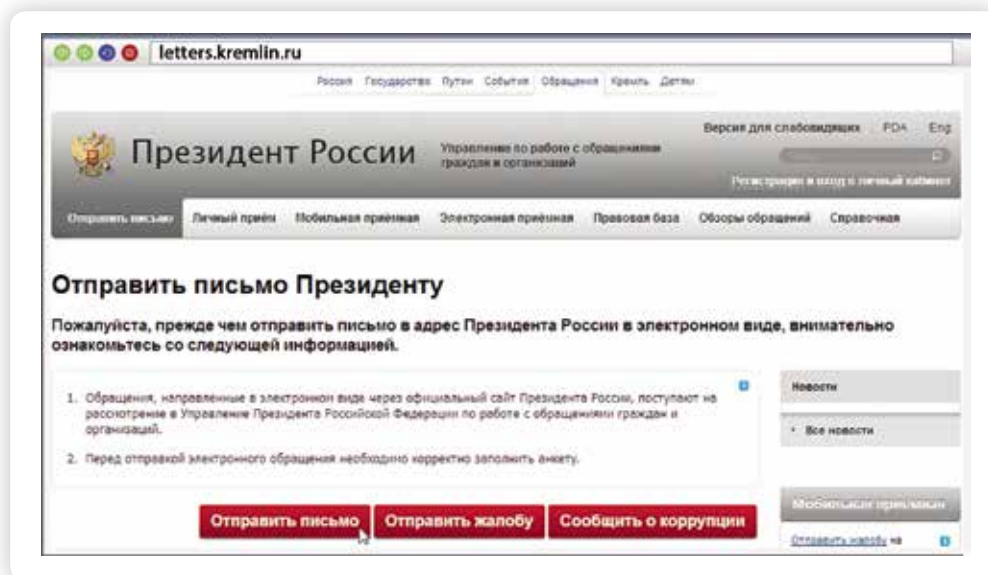 letters.kremlin.ru
Россия Государство Путин События Обращения Кремль Детям
Версия для слабовидящих PDA Eng
Президент России
Управление по работе с обращениями
граждан и организаций
Регистрация и вход в личный кабинет
Отправить письмо Личный приём Мобильная приёмная Электронная приёмная Правовая база Обзоры обращений Справочная
Отправить письмо Президенту
Пожалуйста, прежде чем отправить письмо в адрес Президента России в электронном виде, внимательно
ознакомьтесь со следующей информацией.
1. Обращения, направленные в электронном виде через официальный сайт Президента России, поступают на
рассмотрение в Управление Президента Российской Федерации по работе с обращениями граждан и
организаций.
2. Перед отправкой электронного обращения необходимо корректно заполнить анкету.
Отправить письмо Отправить жалобу Сообщить о коррупции
Новости
Все новости
Мобильная приёмная
Отправить жалобу на